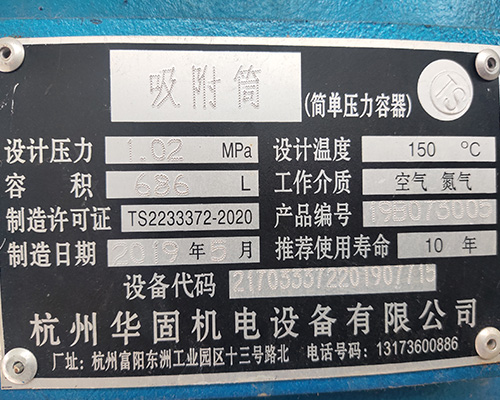 吸附筒 (简单压力容器) TS
设计压力 1.02 MPa 设计温度 150 °C
容积 686 L 工作介质 空气 氮气
制造许可证 TS2233372-2020 产品编号 19B073005
制造日期 2019 年 5 月 推荐使用寿命 10 年
设备代码 217033372201907715
杭州华固机电设备有限公司
厂址：杭州富阳东洲工业园区十三号路北 电话号码：13173600886